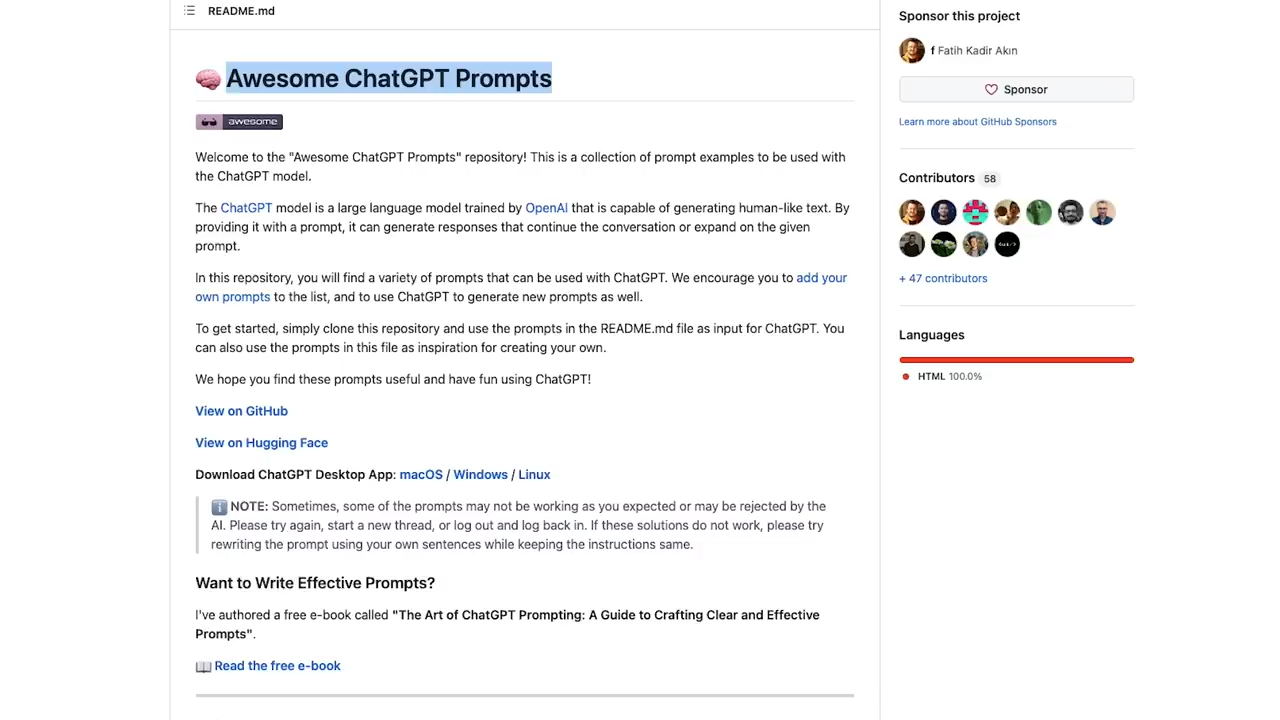 README.md
Awesome ChatGPT Prompts
awesome
Welcome to the "Awesome ChatGPT Prompts" repository! This is a collection of prompt examples to be used with
the ChatGPT model.
The ChatGPT model is a large language model trained by OpenAI that is capable of generating human-like text. By
providing it with a prompt, it can generate responses that continue the conversation or expand on the given
prompt.
In this repository, you will find a variety of prompts that can be used with ChatGPT. We encourage you to add your
own prompts to the list, and to use ChatGPT to generate new prompts as well.
To get started, simply clone this repository and use the prompts in the README.md file as input for ChatGPT. You
can also use the prompts in this file as inspiration for creating your own.
We hope you find these prompts useful and have fun using ChatGPT!
View on GitHub
View on Hugging Face
Download ChatGPT Desktop App: macOS / Windows / Linux
NOTE: Sometimes, some of the prompts may not be working as you expected or may be rejected by the
AI. Please try again, start a new thread, or log out and log back in. If these solutions do not work, please try
rewriting the prompt using your own sentences while keeping the instructions same.
Want to Write Effective Prompts?
I've authored a free e-book called "The Art of ChatGPT Prompting: A Guide to Crafting Clear and Effective
Prompts".
Read the free e-book
Sponsor this project
f Fatih Kadir Akın
Sponsor
Learn more about GitHub Sponsors
Contributors 58
+ 47 contributors
Languages
HTML 100.0%